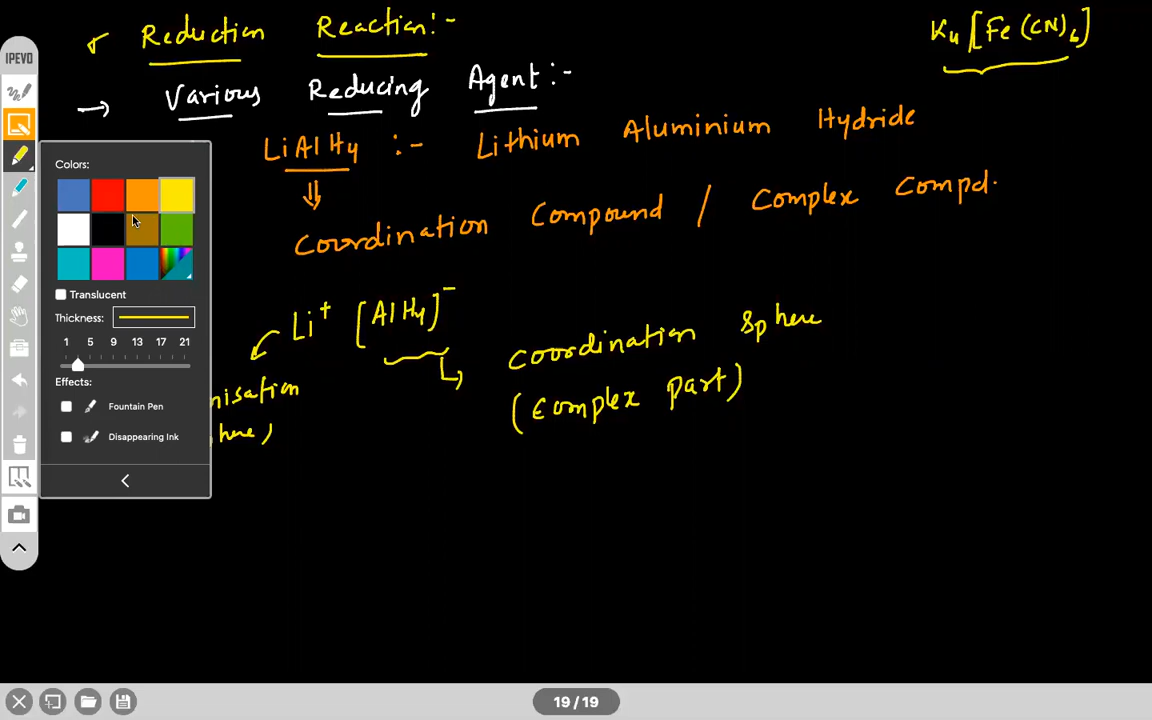 Reduction Reaction:-
K4[Fe(CN)6]
IPEVO
→ Various Reducing Agent:-
LiAlH4 :- Lithium Aluminium Hydride
⇓
Coordination Compound / Complex Compd.
Colors:
Translucent
Thickness:
1 5 9 13 17 21
Effects:
Fountain Pen
Disappearing Ink
Li+ [AlH4]-
coordination sphere
(complex part)
nisation
here)
19 / 19